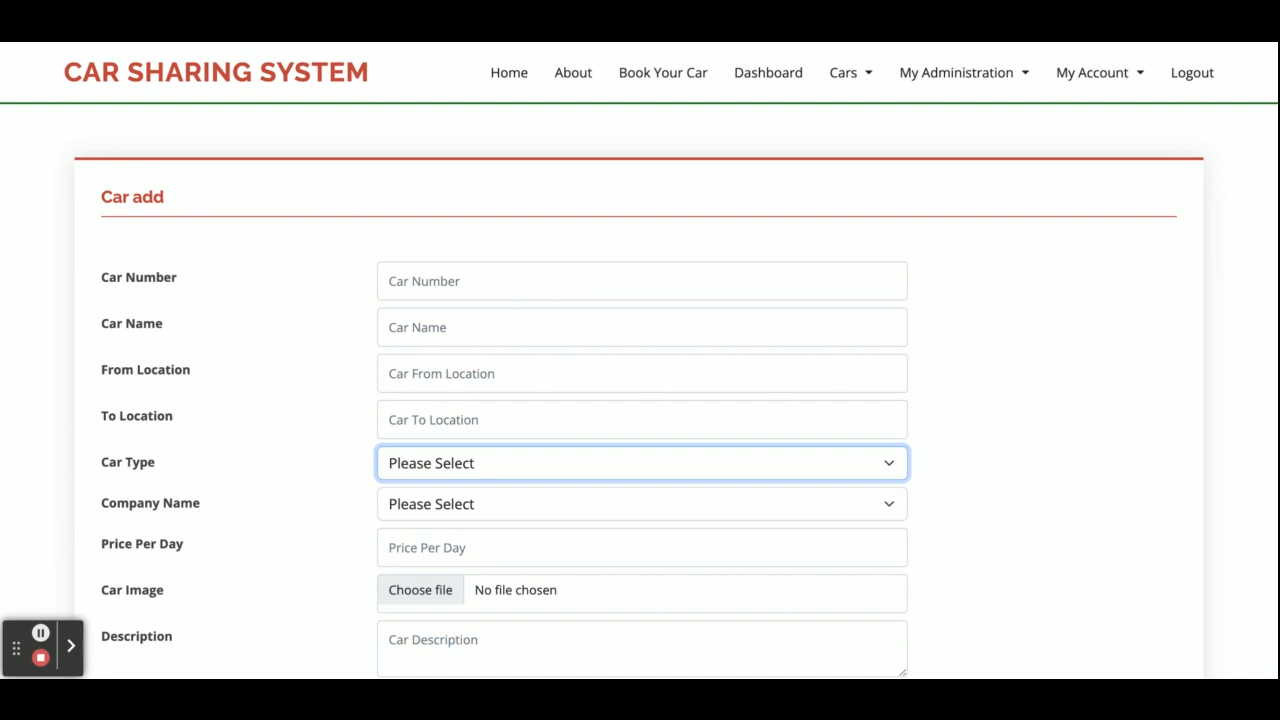 CAR SHARING SYSTEM Home About Book Your Car Dashboard Cars My Administration My Account Logout
Car add
Car Number Car Number
Car Name Car Name
From Location Car From Location
To Location Car To Location
Car Type Please Select
Company Name Please Select
Price Per Day Price Per Day
Car Image Choose file No file chosen
Description Car Description